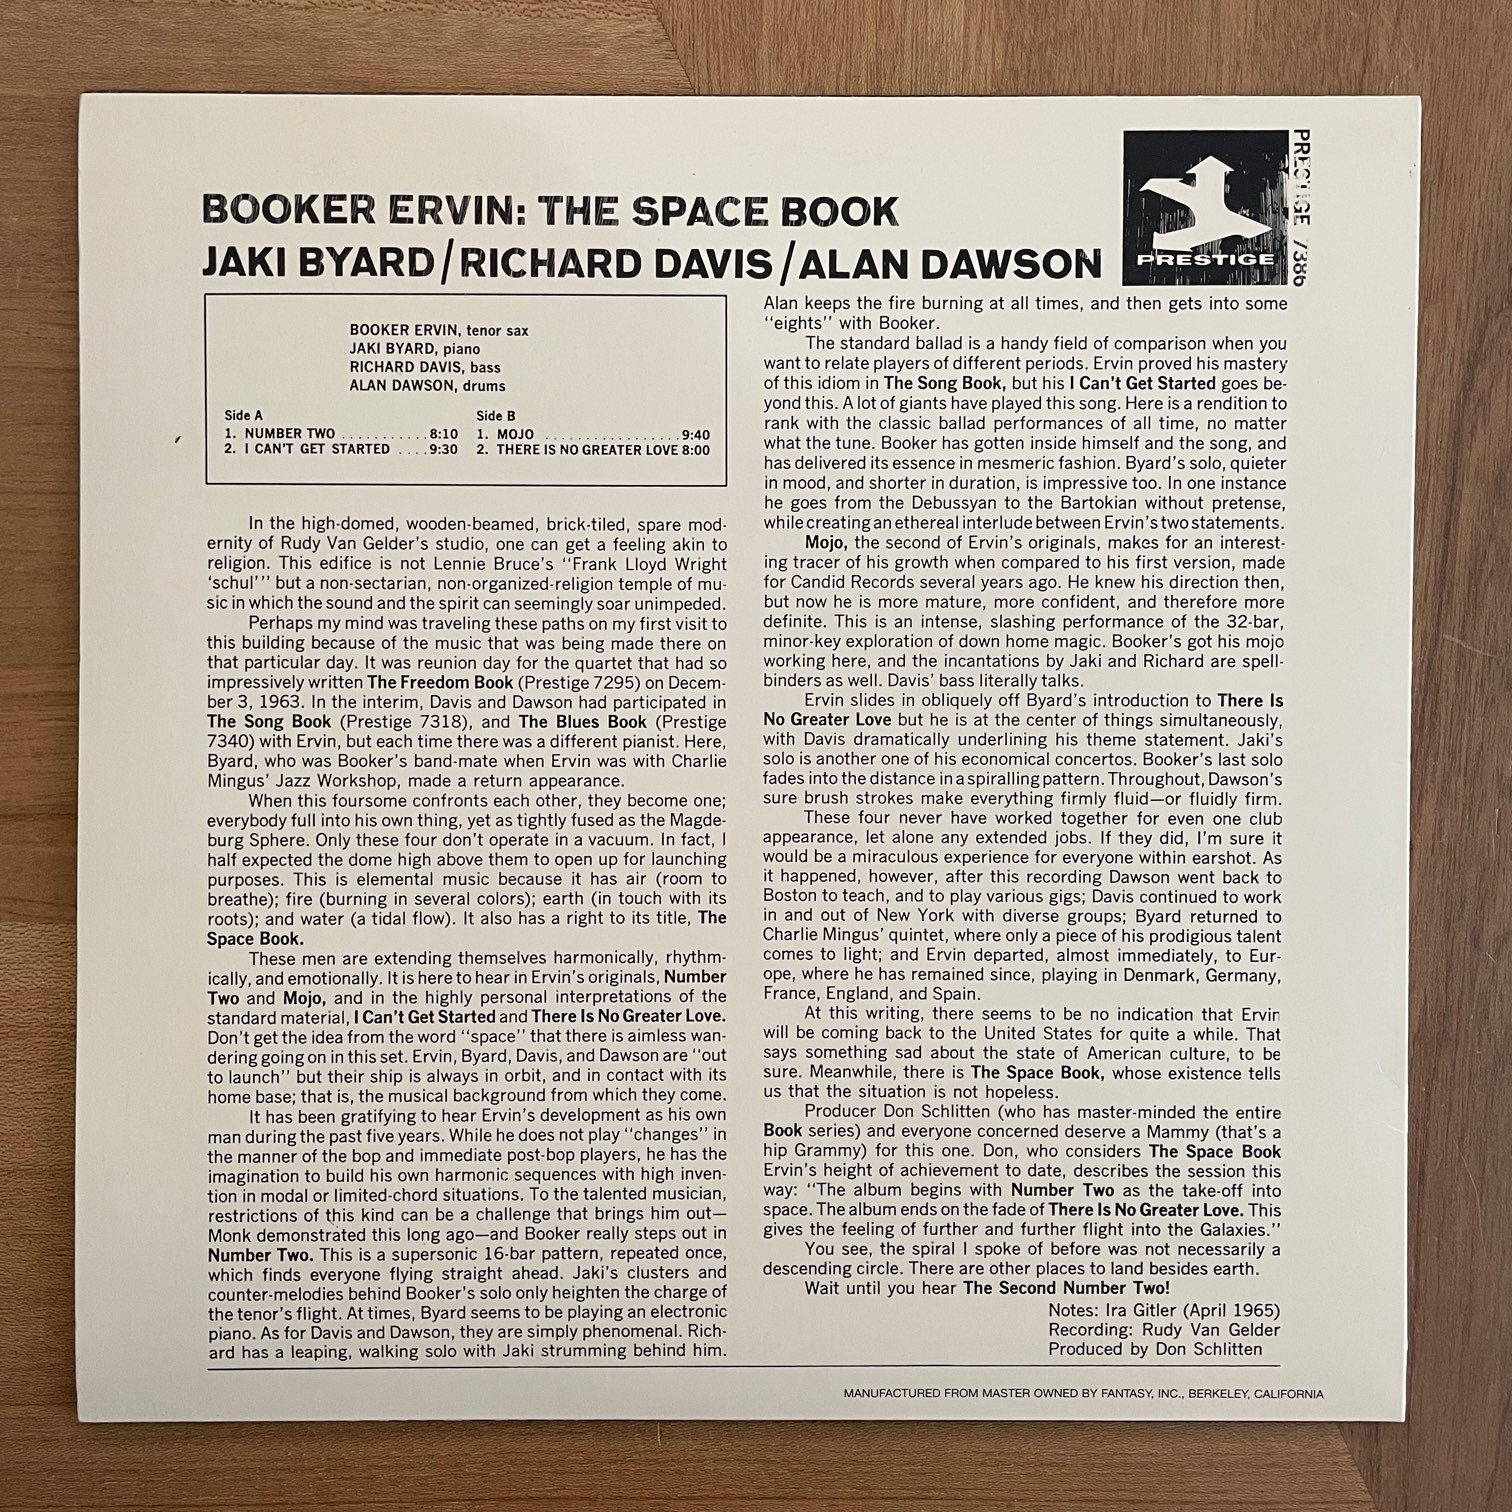 BOOKER ERVIN: THE SPACE BOOK
JAKI BYARD/RICHARD DAVIS/ALAN DAWSON
PRESTIGE
PRESTIGE 7386
BOOKER ERVIN, tenor sax
JAKI BYARD, piano
RICHARD DAVIS, bass
ALAN DAWSON, drums
Side A
1. NUMBER TWO ...........8:10
2. I CAN'T GET STARTED ....9:30
Side B
1. MOJO .................9:40
2. THERE IS NO GREATER LOVE 8:00
In the high-domed, wooden-beamed, brick-tiled, spare mod-
ernity of Rudy Van Gelder's studio, one can get a feeling akin to
religion. This edifice is not Lennie Bruce's "Frank Lloyd Wright
'schul'" but a non-sectarian, non-organized-religion temple of mu-
sic in which the sound and the spirit can seemingly soar unimpeded.
Perhaps my mind was traveling these paths on my first visit to
this building because of the music that was being made there on
that particular day. It was reunion day for the quartet that had so
impressively written The Freedom Book (Prestige 7295) on Decem-
ber 3, 1963. In the interim, Davis and Dawson had participated in
The Song Book (Prestige 7318), and The Blues Book (Prestige
7340) with Ervin, but each time there was a different pianist. Here,
Byard, who was Booker's band-mate when Ervin was with Charlie
Mingus' Jazz Workshop, made a return appearance.
When this foursome confronts each other, they become one;
everybody full into his own thing, yet as tightly fused as the Magde-
burg Sphere. Only these four don't operate in a vacuum. In fact, I
half expected the dome high above them to open up for launching
purposes. This is elemental music because it has air (room to
breathe); fire (burning in several colors); earth (in touch with its
roots); and water (a tidal flow). It also has a right to its title, The
Space Book.
These men are extending themselves harmonically, rhythm-
ically, and emotionally. It is here to hear in Ervin's originals, Number
Two and Mojo, and in the highly personal interpretations of the
standard material, I Can't Get Started and There Is No Greater Love.
Don't get the idea from the word "space" that there is aimless wan-
dering going on in this set. Ervin, Byard, Davis, and Dawson are "out
to launch" but their ship is always in orbit, and in contact with its
home base; that is, the musical background from which they come.
It has been gratifying to hear Ervin's development as his own
man during the past five years. While he does not play "changes" in
the manner of the bop and immediate post-bop players, he has the
imagination to build his own harmonic sequences with high inven-
tion in modal or limited-chord situations. To the talented musician,
restrictions of this kind can be a challenge that brings him out—
Monk demonstrated this long ago—and Booker really steps out in
Number Two. This is a supersonic 16-bar pattern, repeated once,
which finds everyone flying straight ahead. Jaki's clusters and
counter-melodies behind Booker's solo only heighten the charge of
the tenor's flight. At times, Byard seems to be playing an electronic
piano. As for Davis and Dawson, they are simply phenomenal. Rich-
ard has a leaping, walking solo with Jaki strumming behind him.
Alan keeps the fire burning at all times, and then gets into some
"eights" with Booker.
The standard ballad is a handy field of comparison when you
want to relate players of different periods. Ervin proved his mastery
of this idiom in The Song Book, but his I Can't Get Started goes be-
yond this. A lot of giants have played this song. Here is a rendition to
rank with the classic ballad performances of all time, no matter
what the tune. Booker has gotten inside himself and the song, and
has delivered its essence in mesmeric fashion. Byard's solo, quieter
in mood, and shorter in duration, is impressive too. In one instance
he goes from the Debussyan to the Bartokian without pretense,
while creating an ethereal interlude between Ervin's two statements.
Mojo, the second of Ervin's originals, makes for an interest-
ing tracer of his growth when compared to his first version, made
for Candid Records several years ago. He knew his direction then,
but now he is more mature, more confident, and therefore more
definite. This is an intense, slashing performance of the 32-bar,
minor-key exploration of down home magic. Booker's got his mojo
working here, and the incantations by Jaki and Richard are spell-
binders as well. Davis' bass literally talks.
Ervin slides in obliquely off Byard's introduction to There Is
No Greater Love but he is at the center of things simultaneously,
with Davis dramatically underlining his theme statement. Jaki's
solo is another one of his economical concertos. Booker's last solo
fades into the distance in a spiralling pattern. Throughout, Dawson's
sure brush strokes make everything firmly fluid—or fluidly firm.
These four never have worked together for even one club
appearance, let alone any extended jobs. If they did, I'm sure it
would be a miraculous experience for everyone within earshot. As
it happened, however, after this recording Dawson went back to
Boston to teach, and to play various gigs; Davis continued to work
in and out of New York with diverse groups; Byard returned to
Charlie Mingus' quintet, where only a piece of his prodigious talent
comes to light; and Ervin departed, almost immediately, to Eur-
ope, where he has remained since, playing in Denmark, Germany,
France, England, and Spain.
At this writing, there seems to be no indication that Ervin
will be coming back to the United States for quite a while. That
says something sad about the state of American culture, to be
sure. Meanwhile, there is The Space Book, whose existence tells
us that the situation is not hopeless.
Producer Don Schlitten (who has master-minded the entire
Book series) and everyone concerned deserve a Mammy (that's a
hip Grammy) for this one. Don, who considers The Space Book
Ervin's height of achievement to date, describes the session this
way: "The album begins with Number Two as the take-off into
space. The album ends on the fade of There Is No Greater Love. This
gives the feeling of further and further flight into the Galaxies."
You see, the spiral I spoke of before was not necessarily a
descending circle. There are other places to land besides earth.
Wait until you hear The Second Number Two!
Notes: Ira Gitler (April 1965)
Recording: Rudy Van Gelder
Produced by Don Schlitten
MANUFACTURED FROM MASTER OWNED BY FANTASY, INC., BERKELEY, CALIFORNIA